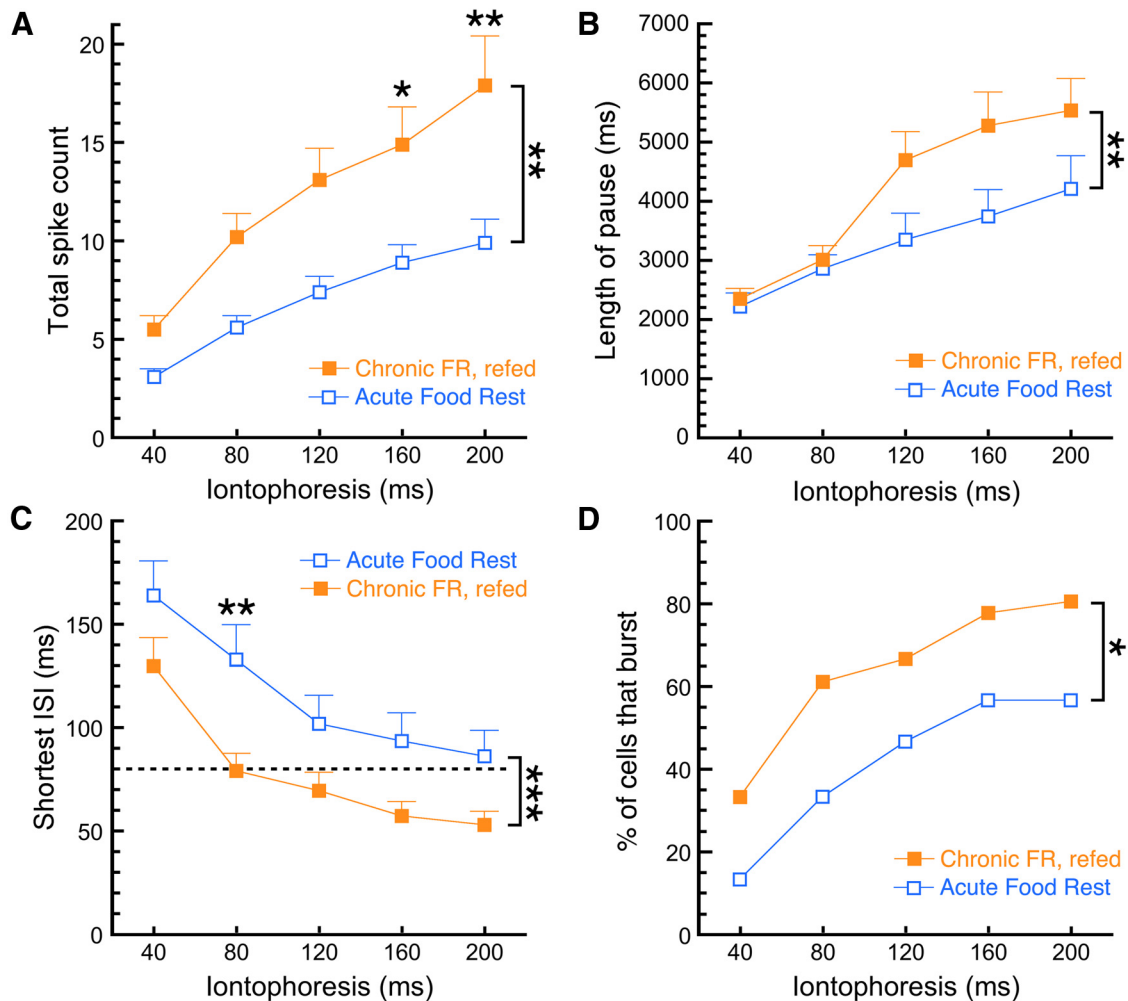 A
Total spike count
20
15
10
5
0
**
*
**
Chronic FR, refed
Acute Food Rest
40 80 120 160 200
Iontophoresis (ms)
B
Length of pause (ms)
7000
6000
5000
4000
3000
2000
1000
0
**
Chronic FR, refed
Acute Food Rest
40 80 120 160 200
Iontophoresis (ms)
C
Shortest ISI (ms)
200
150
100
50
0
Acute Food Rest
Chronic FR, refed
**
***
40 80 120 160 200
Iontophoresis (ms)
D
% of cells that burst
100
80
60
40
20
0
*
Chronic FR, refed
Acute Food Rest
40 80 120 160 200
Iontophoresis (ms)